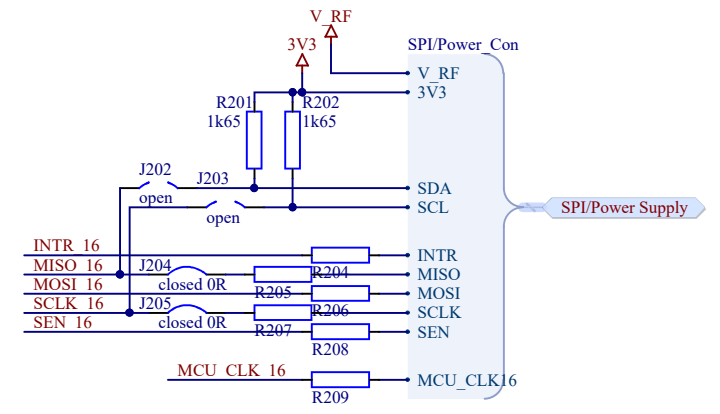 V_RF
3V3
SPI/Power_Con
V_RF
3V3
R201
R202
1k65
1k65
J202
J203
open
open
SDA
SCL
SPI/Power Supply
INTR_16
INTR
MISO_16
J204
R204
MISO
closed 0R
MOSI_16
R205
MOSI
SCLK_16
J205
R206
SCLK
closed 0R
SEN_16
R207
SEN
R208
MCU_CLK_16
MCU_CLK16
R209